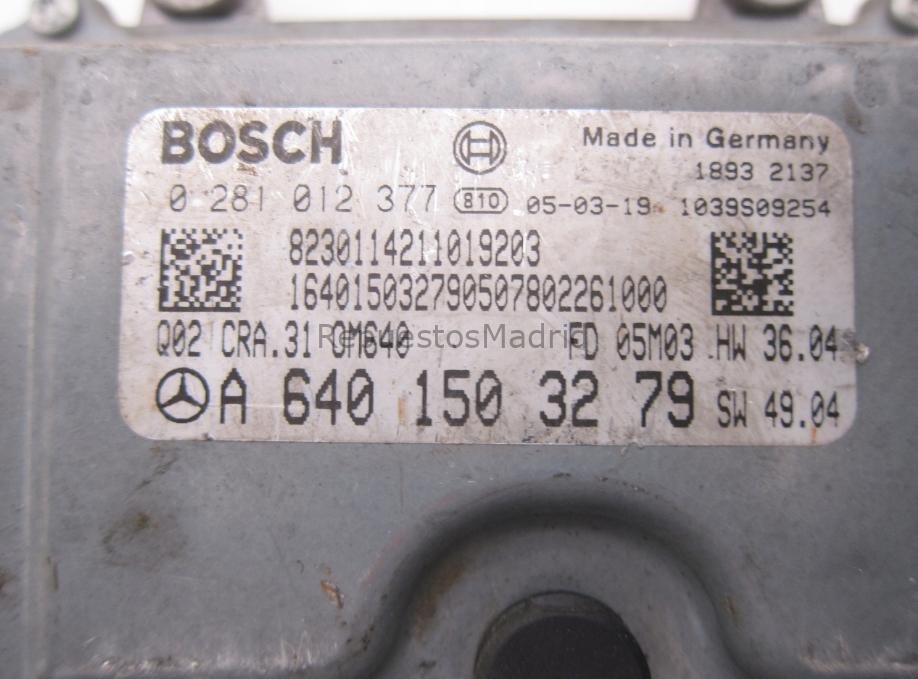 BOSCH Made in Germany
1893 2137
0 281 012 377 810 05-03-19 1039S09254
8230114211019203
164015032790507802261000
Q02 CRA.31 OM640 FD 05M03 HW 36.04
RepuestosMadrid
A 640 150 32 79 SW 49.04